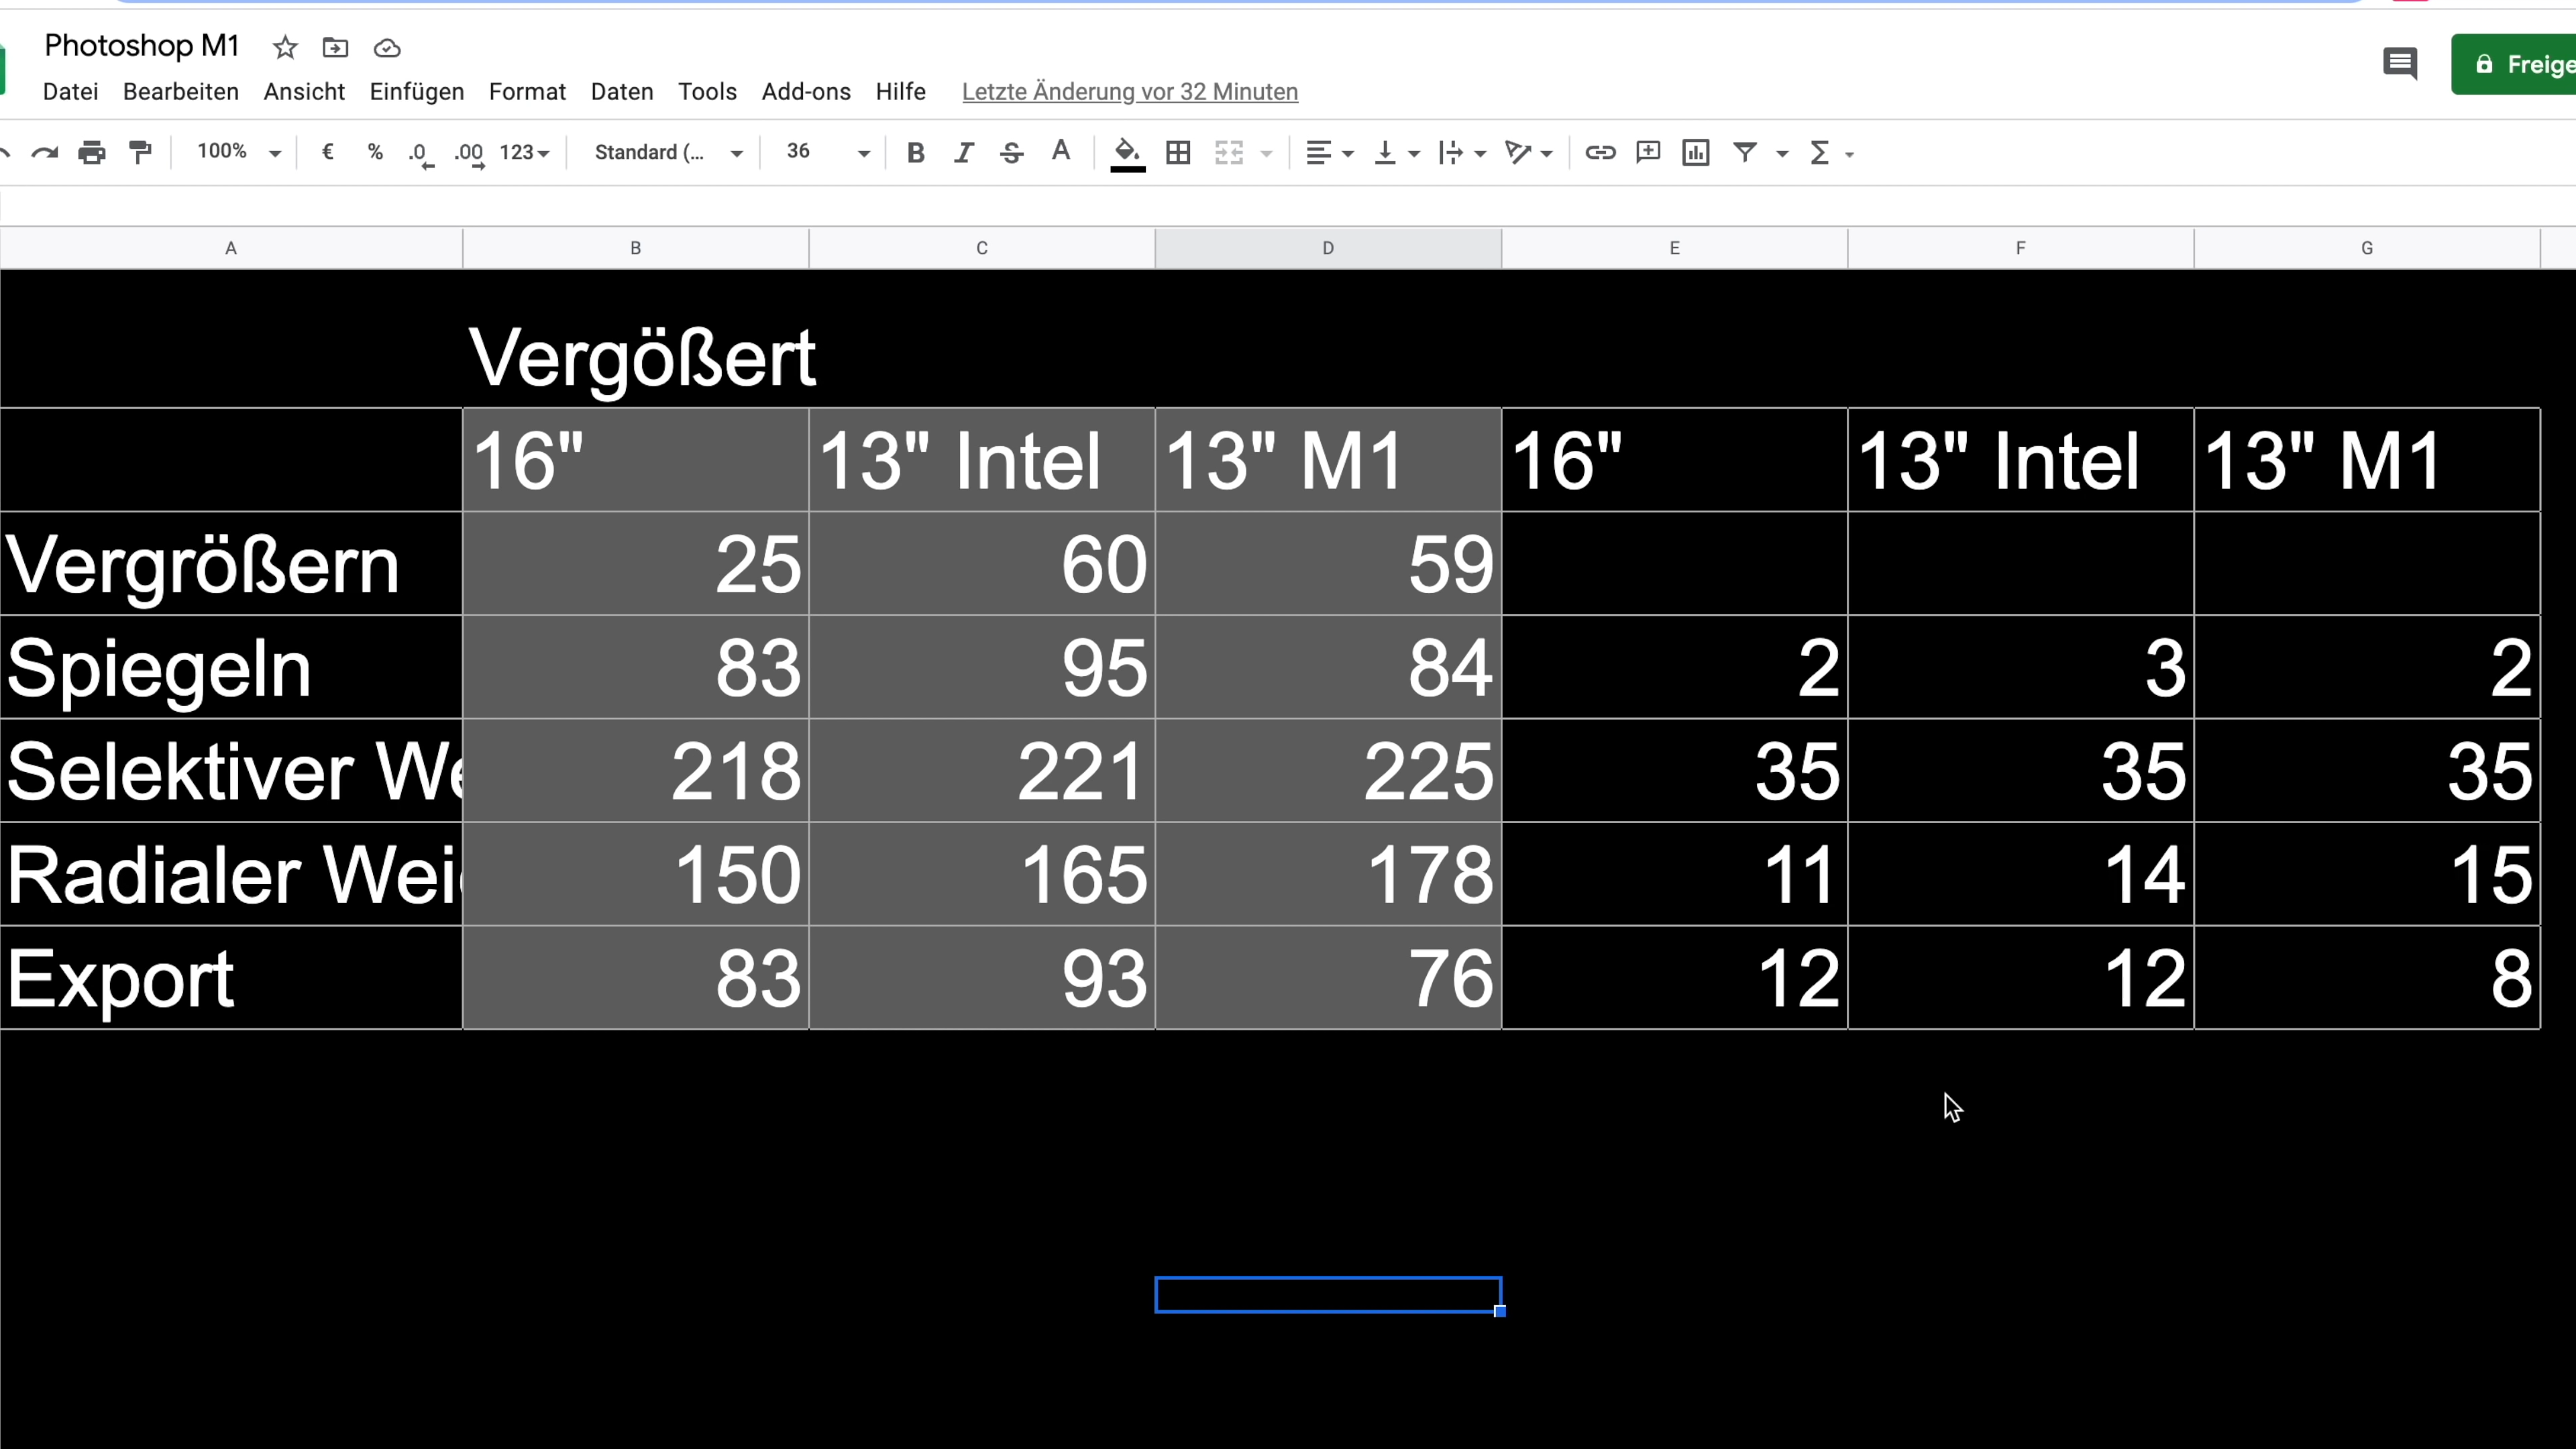 Photoshop M1
Datei Bearbeiten Ansicht Einfügen Format Daten Tools Add-ons Hilfe Letzte Änderung vor 32 Minuten
100% € % .0 .00 123 Standard (... 36 B I S A Σ
A B C D E F G
Vergößert
16" 13" Intel 13" M1 16" 13" Intel 13" M1
Vergrößern 25 60 59
Spiegeln 83 95 84 2 3 2
Selektiver 218 221 225 35 35 35
Radialer 150 165 178 11 14 15
Export 83 93 76 12 12 8